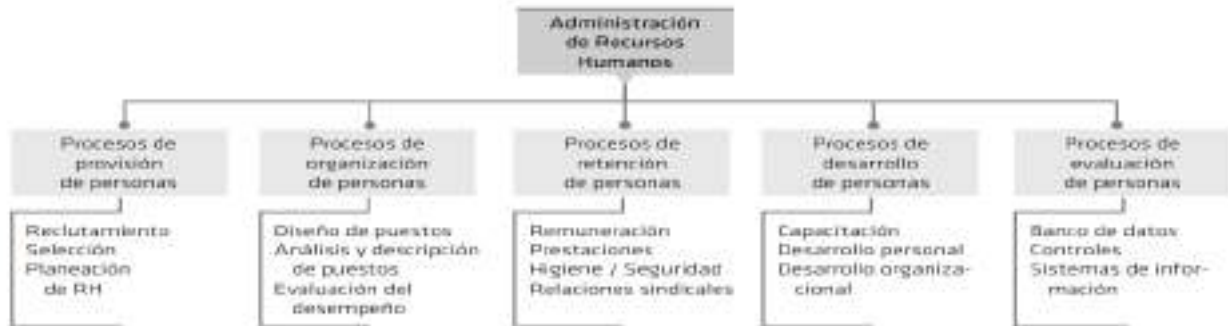 Administración
de Recursos
Humanos
Procesos de
provisión
de personas
Reclutamiento
Selección
Planeación
de RH
Procesos de
organización
de personas
Diseño de puestos
Análisis y descripción
de puestos
Evaluación del
desempeño
Procesos de
retención
de personas
Remuneración
Prestaciones
Higiene / Seguridad
Relaciones sindicales
Procesos de
desarrollo
de personas
Capacitación
Desarrollo personal
Desarrollo organiza-
cional
Procesos de
evaluación
de personas
Banco de datos
Controles
Sistemas de infor-
mación